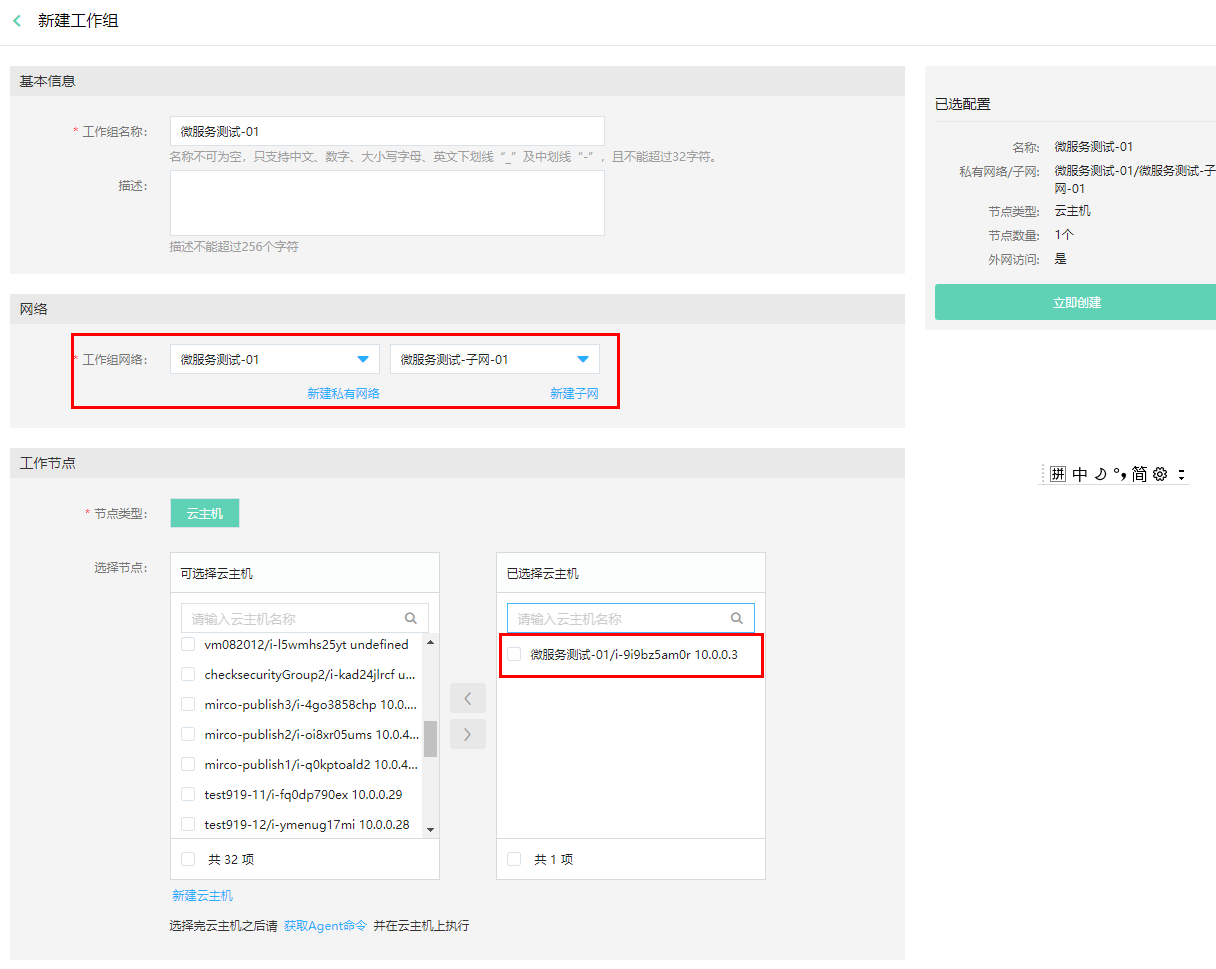 新建工作组
基本信息
* 工作组名称: 微服务测试-01
名称不可为空，只支持中文、数字、大小写字母、英文下划线“_”及中划线“-”，且不能超过32字符。
描述:
描述不能超过256个字符
网络
* 工作组网络: 微服务测试-01 微服务测试-子网-01
新建私有网络 新建子网
工作节点
* 节点类型: 云主机
选择节点:
可选择云主机
请输入云主机名称
vm082012/i-l5wmhs25yt undefined
checksecurityGroup2/i-kad24jlrcf u...
mirco-publish3/i-4go3858chp 10.0....
mirco-publish2/i-oi8xr05ums 10.0.4...
mirco-publish1/i-q0kptoald2 10.0.4...
test919-11/i-fq0dp790ex 10.0.0.29
test919-12/i-ymenug17mi 10.0.0.28
共 32 项
已选择云主机
请输入云主机名称
微服务测试-01/i-9i9bz5am0r 10.0.0.3
共 1 项
新建云主机
选择完云主机之后请 获取Agent命令 并在云主机上执行
已选配置
名称: 微服务测试-01
私有网络/子网: 微服务测试-01/微服务测试-子
网-01
节点类型: 云主机
节点数量: 1个
外网访问: 是
立即创建
拼 中 简